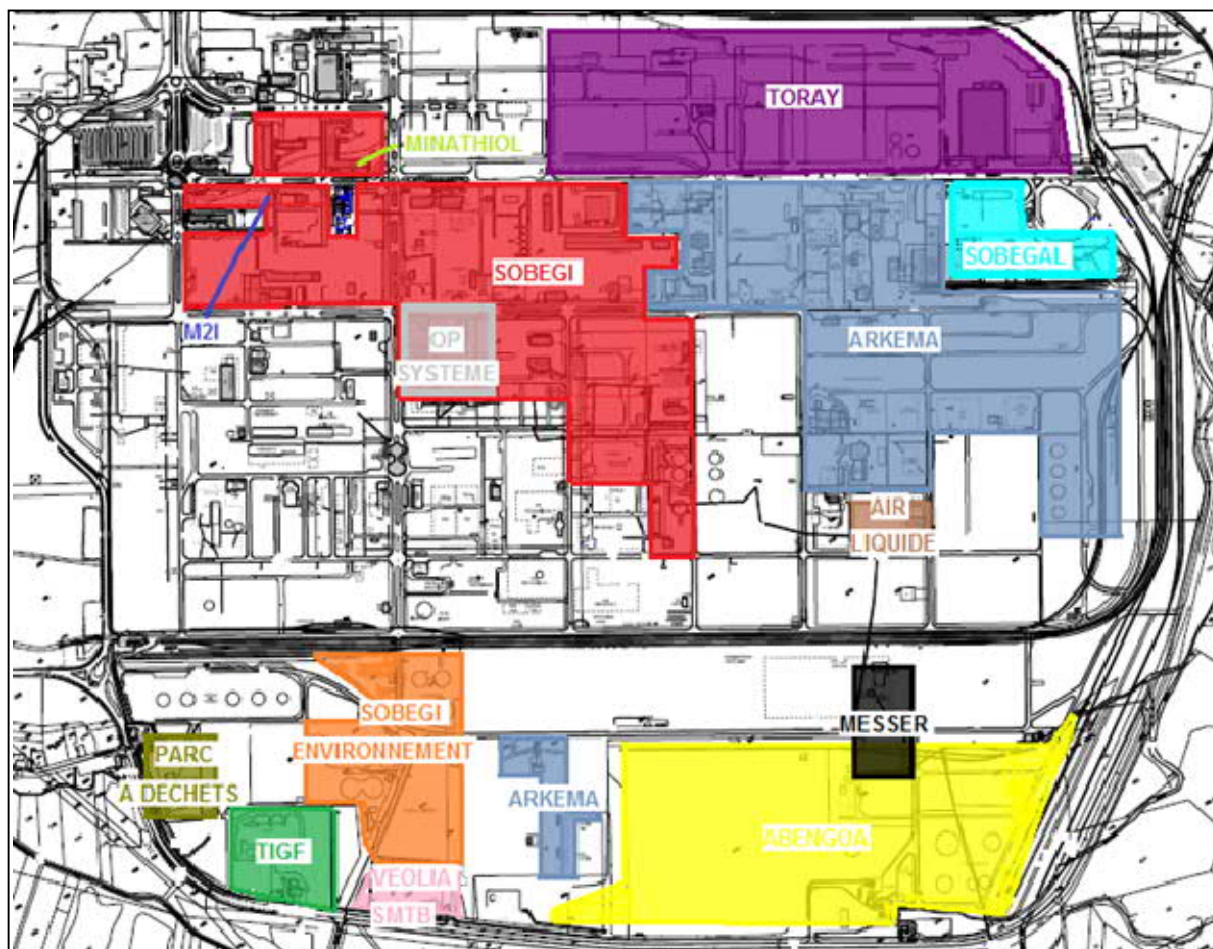 TORAY
MINATHIOL
SOBEGI
SOBEGAL
M2I
OP
SYSTEME
ARKEMA
AIR
LIQUIDE
SOBEGI
ENVIRONNEMENT
MESSER
PARC
A DECHETS
ARKEMA
ABENGOA
TIGF
VEOLIA
SMTB